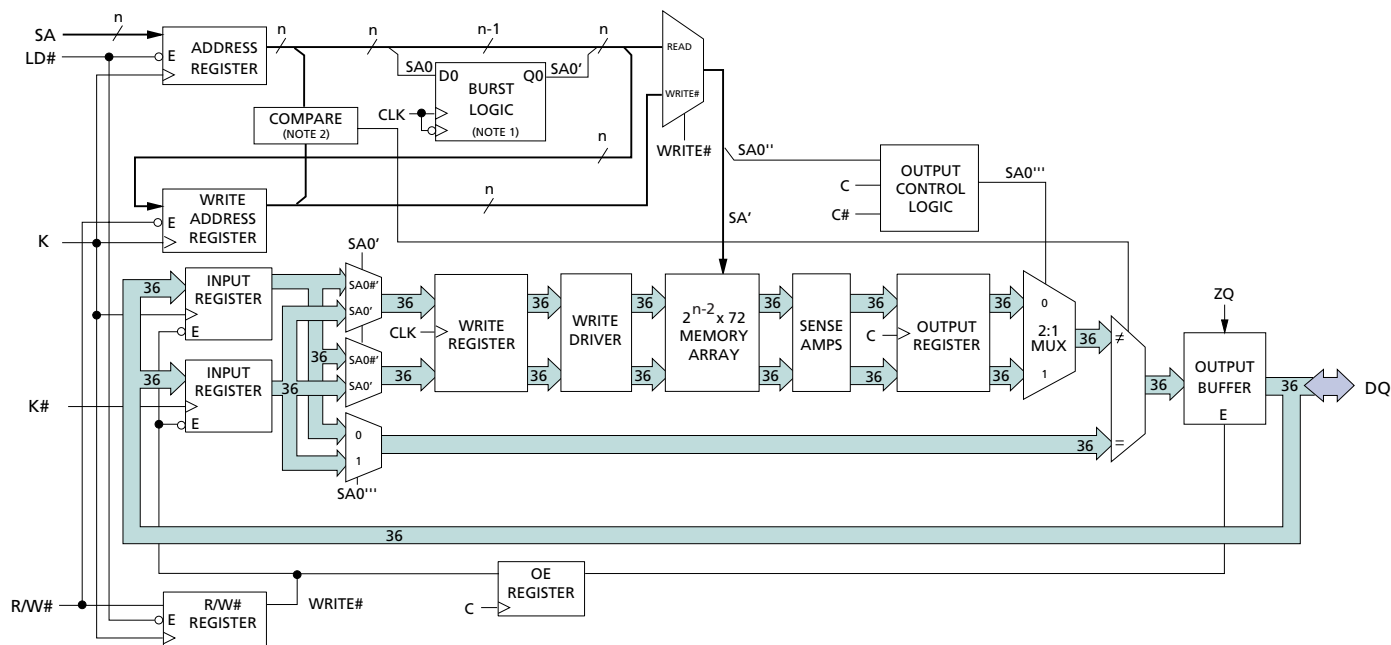 SA
n
LD#
E
ADDRESS
REGISTER
n
n
n-1
n
SA0
D0
Q0
SA0'
BURST
LOGIC
(NOTE 1)
CLK
COMPARE
(NOTE 2)
READ
WRITE#
WRITE#
n
n
SA0''
SA'
C
C#
OUTPUT
CONTROL
LOGIC
SA0'''
E
WRITE
ADDRESS
REGISTER
K
36
INPUT
REGISTER
E
36
INPUT
REGISTER
E
K#
36
36
SA0'
SA0#'
SA0'
SA0#'
SA0'
0
1
SA0'''
36
36
CLK
WRITE
REGISTER
36
36
WRITE
DRIVER
36
36
2n-2 x 72
MEMORY
ARRAY
36
36
SENSE
AMPS
36
36
C
OUTPUT
REGISTER
36
36
0
2:1
MUX
1
36
≠
=
36
36
ZQ
OUTPUT
BUFFER
E
36
DQ
36
R/W#
E
R/W#
REGISTER
WRITE#
C
OE
REGISTER